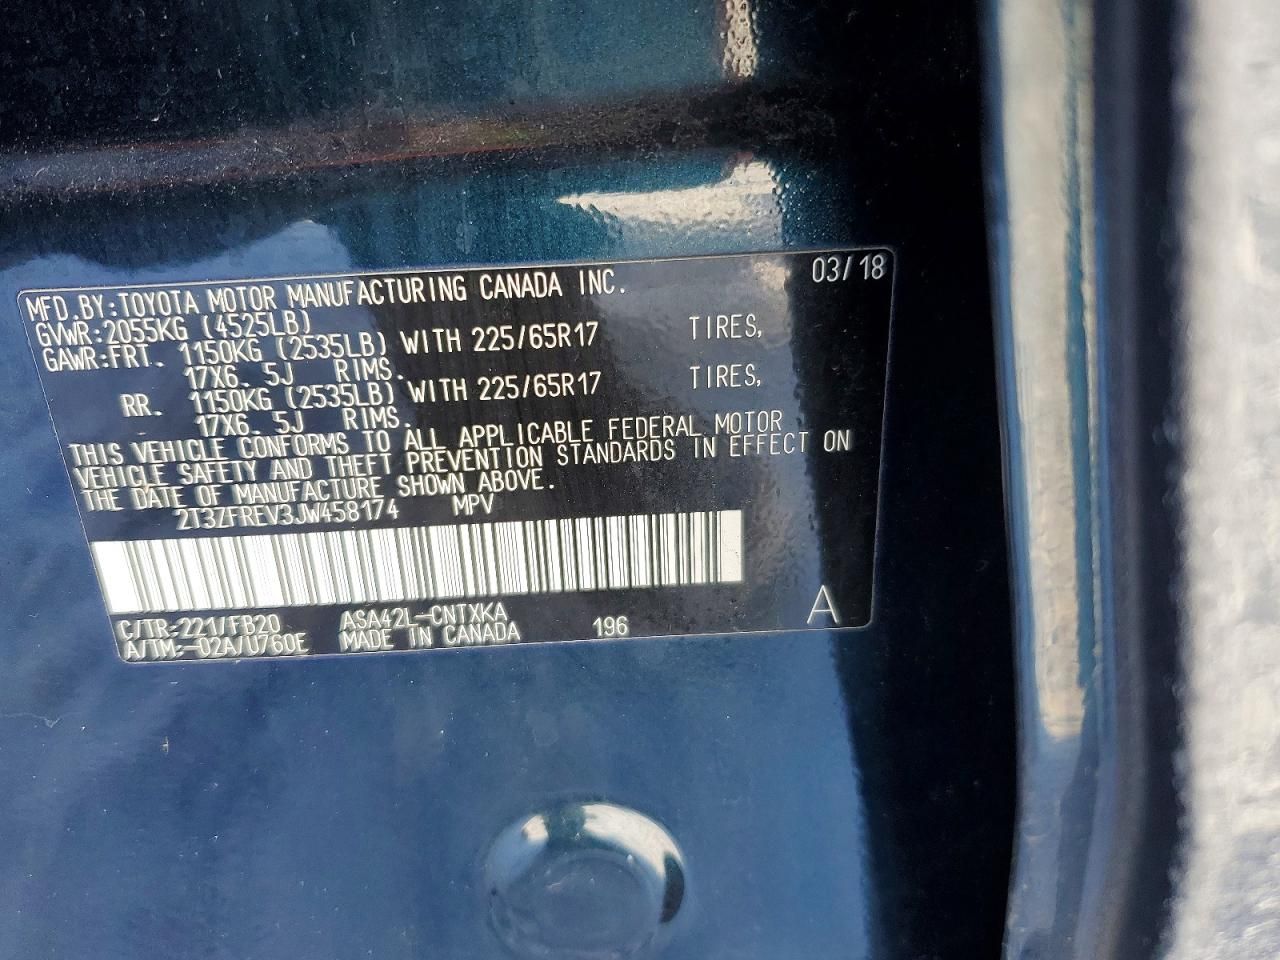 03/18
MFD.BY:TOYOTA MOTOR MANUFACTURING CANADA INC.
GVWR:2055KG (4525LB)
GAWR:FRT. 1150KG (2535LB) WITH 225/65R17 TIRES,
17X6.5J RIMS.
RR. 1150KG (2535LB) WITH 225/65R17 TIRES,
17X6.5J RIMS.
THIS VEHICLE CONFORMS TO ALL APPLICABLE FEDERAL MOTOR
VEHICLE SAFETY AND THEFT PREVENTION STANDARDS IN EFFECT ON
THE DATE OF MANUFACTURE SHOWN ABOVE.
2T3ZFREV3JW458174 MPV
C/TR:221/FB20 ASA42L-CNTXKA
A/TM:-02A/U760E MADE IN CANADA 196 A